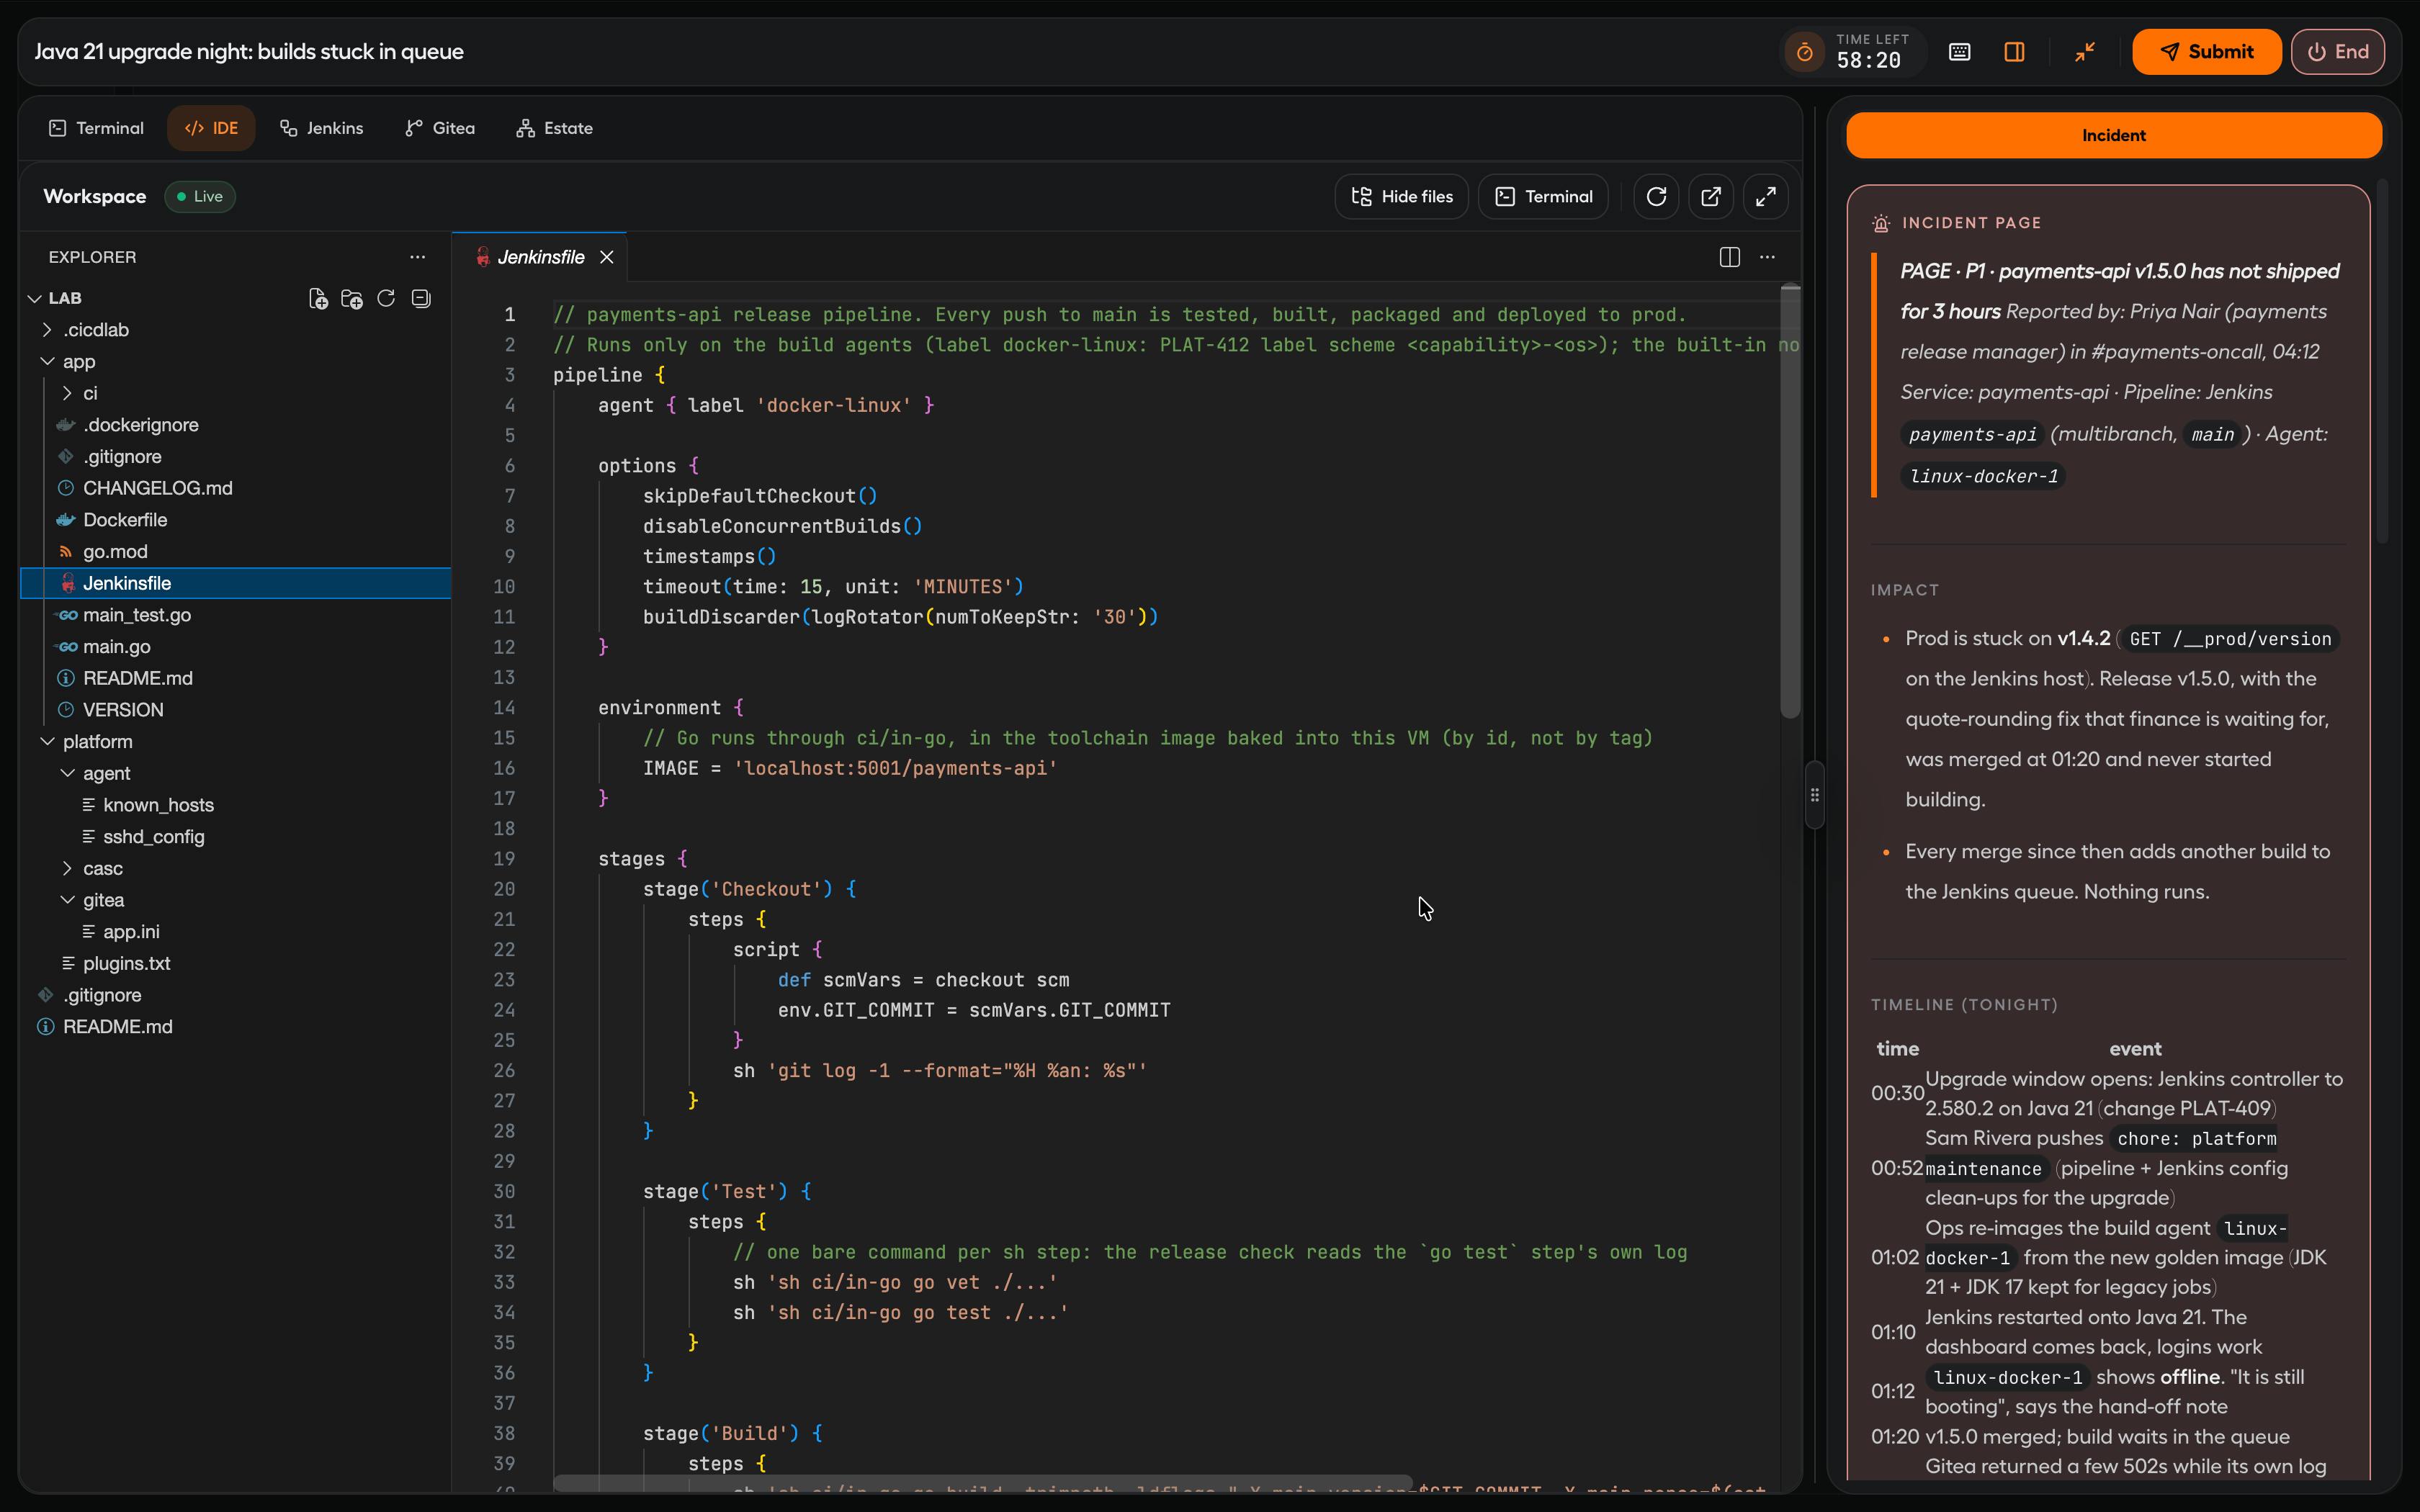 Java 21 upgrade night: builds stuck in queue
TIME LEFT
58:20
Submit
End
Terminal
IDE
Jenkins
Gitea
Estate
Workspace
Live
Hide files
Terminal
EXPLORER
LAB
.cicdlab
app
ci
.dockerignore
.gitignore
CHANGELOG.md
Dockerfile
go.mod
Jenkinsfile
main_test.go
main.go
README.md
VERSION
platform
agent
known_hosts
sshd_config
casc
gitea
app.ini
plugins.txt
.gitignore
README.md
Jenkinsfile
1 // payments-api release pipeline. Every push to main is tested, built, packaged and deployed to prod.
2 // Runs only on the build agents (label docker-linux: PLAT-412 label scheme <capability>-<os>); the built-in no
3 pipeline {
4 agent { label 'docker-linux' }
5
6 options {
7 skipDefaultCheckout()
8 disableConcurrentBuilds()
9 timestamps()
10 timeout(time: 15, unit: 'MINUTES')
11 buildDiscarder(logRotator(numToKeepStr: '30'))
12 }
13
14 environment {
15 // Go runs through ci/in-go, in the toolchain image baked into this VM (by id, not by tag)
16 IMAGE = 'localhost:5001/payments-api'
17 }
18
19 stages {
20 stage('Checkout') {
21 steps {
22 script {
23 def scmVars = checkout scm
24 env.GIT_COMMIT = scmVars.GIT_COMMIT
25 }
26 sh 'git log -1 --format="%H %an: %s"'
27 }
28 }
29
30 stage('Test') {
31 steps {
32 // one bare command per sh step: the release check reads the `go test` step's own log
33 sh 'sh ci/in-go go vet ./...'
34 sh 'sh ci/in-go go test ./...'
35 }
36 }
37
38 stage('Build') {
39 steps {
Incident
INCIDENT PAGE
PAGE · P1 · payments-api v1.5.0 has not shipped
for 3 hours Reported by: Priya Nair (payments
release manager) in #payments-oncall, 04:12
Service: payments-api · Pipeline: Jenkins
payments-api (multibranch, main ) · Agent:
linux-docker-1
IMPACT
• Prod is stuck on v1.4.2 ( GET /__prod/version
on the Jenkins host). Release v1.5.0, with the
quote-rounding fix that finance is waiting for,
was merged at 01:20 and never started
building.
• Every merge since then adds another build to
the Jenkins queue. Nothing runs.
TIMELINE (TONIGHT)
time event
00:30 Upgrade window opens: Jenkins controller to
2.580.2 on Java 21 (change PLAT-409)
Sam Rivera pushes chore: platform
00:52 maintenance (pipeline + Jenkins config
clean-ups for the upgrade)
Ops re-images the build agent linux-
01:02 docker-1 from the new golden image (JDK
21 + JDK 17 kept for legacy jobs)
01:10 Jenkins restarted onto Java 21. The
dashboard comes back, logins work
01:12 linux-docker-1 shows offline. "It is still
booting", says the hand-off note
01:20 v1.5.0 merged; build waits in the queue
Gitea returned a few 502s while its own log